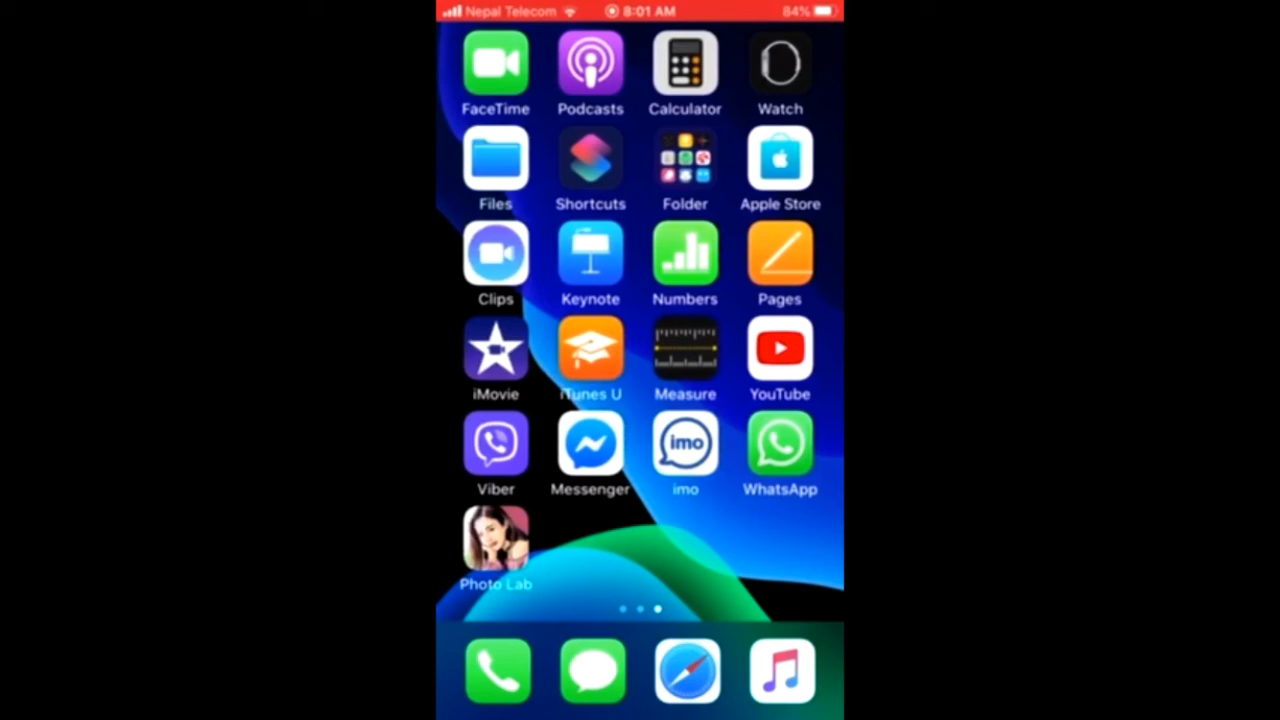 Nepal Telecom 8:01 AM 84%
FaceTime Podcasts Calculator Watch
Files Shortcuts Folder Apple Store
Clips Keynote Numbers Pages
iMovie iTunes U Measure YouTube
imo
Viber Messenger imo WhatsApp
Photo Lab